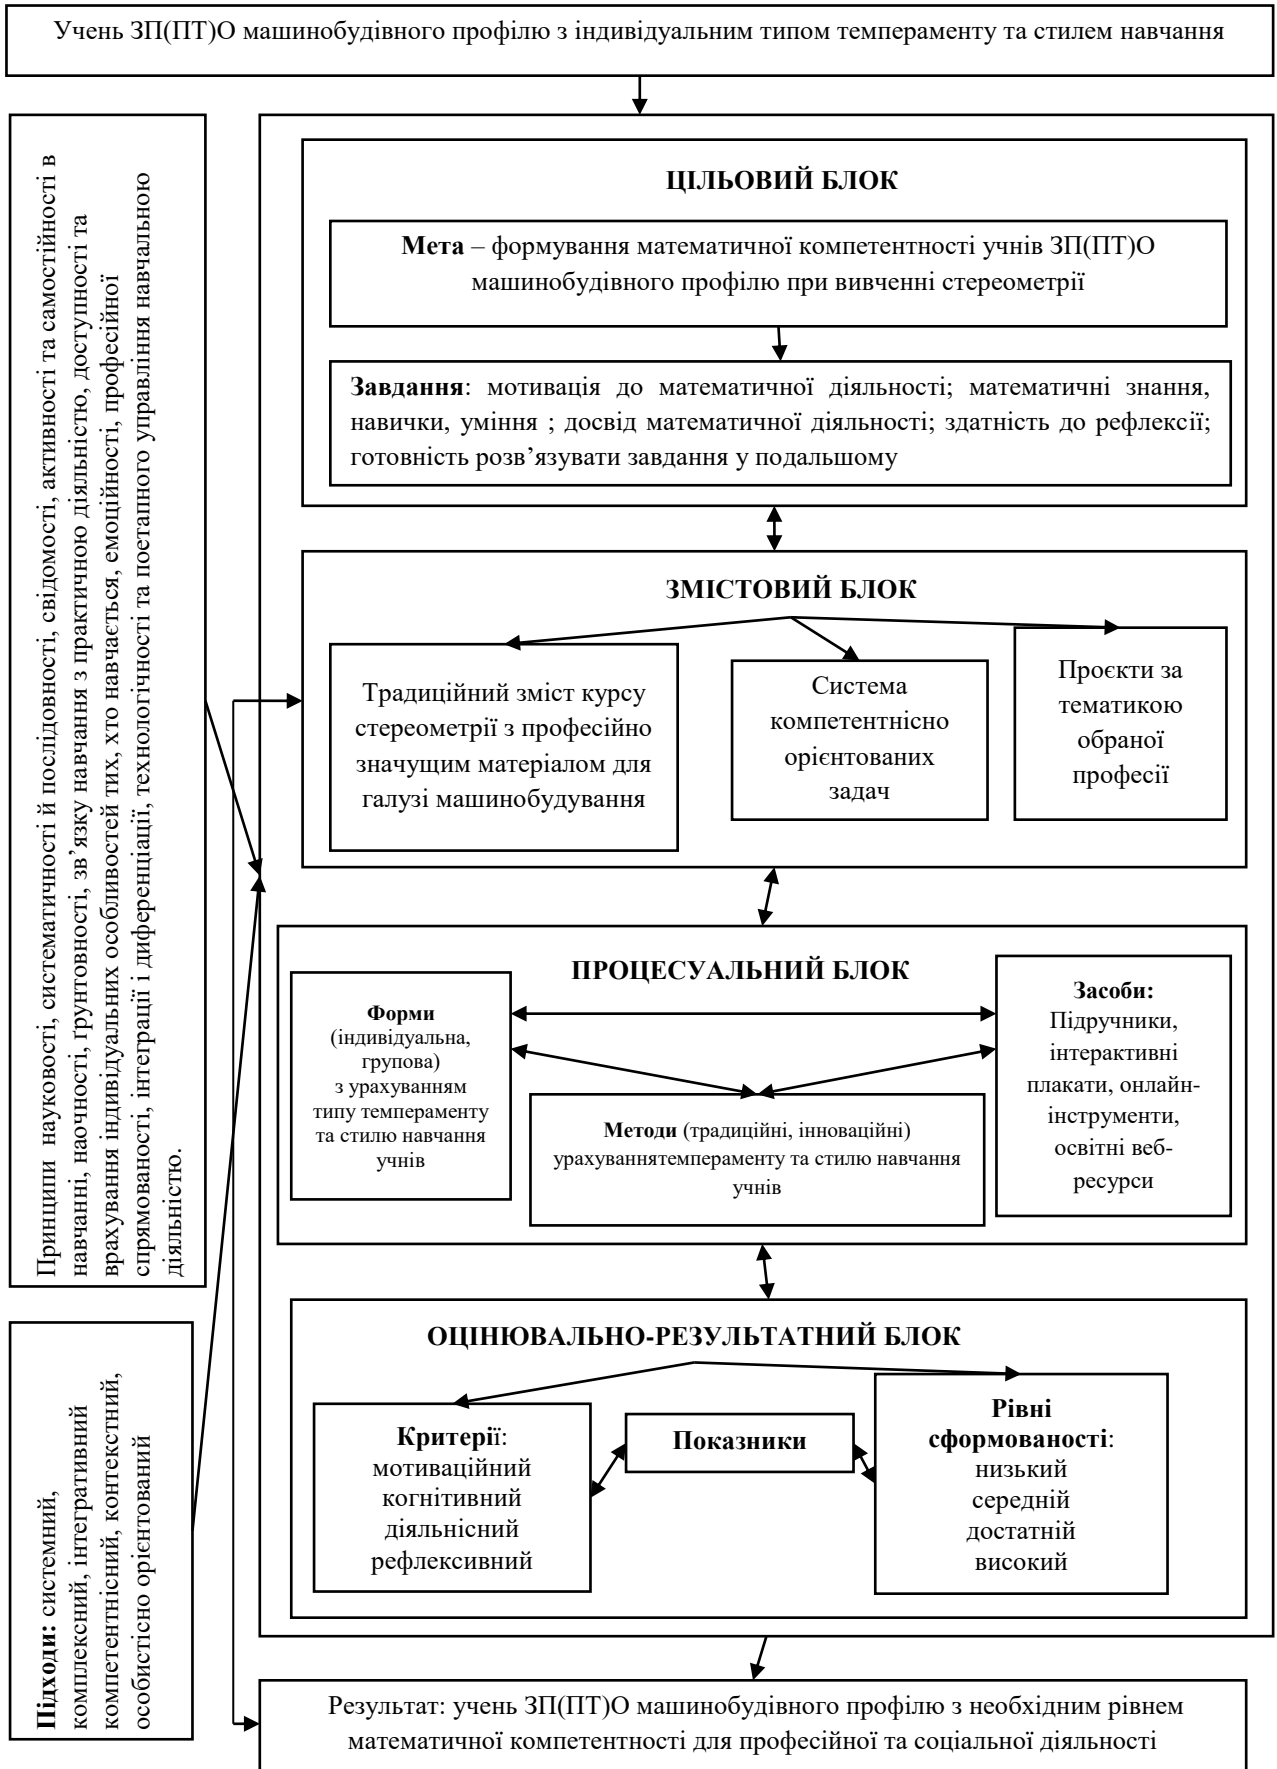 Учень ЗП(ПТ)О машинобудівного профілю з індивідуальним типом темпераменту та стилем навчання
Принципи науковості, систематичності й послідовності, свідомості, активності та самостійності в
навчанні, наочності, ґрунтовності, зв’язку навчання з практичною діяльністю, доступності та
врахування індивідуальних особливостей тих, хто навчається, емоційності, професійної
спрямованості, інтеграції і диференціації, технологічності та поетапного управління навчальною
діяльністю.
Підходи: системний,
комплексний, інтегративний
компетентнісний, контекстний,
особистісно орієнтований
ЦІЛЬОВИЙ БЛОК
Мета – формування математичної компетентності учнів ЗП(ПТ)О
машинобудівного профілю при вивченні стереометрії
Завдання: мотивація до математичної діяльності; математичні знання,
навички, уміння ; досвід математичної діяльності; здатність до рефлексії;
готовність розв’язувати завдання у подальшому
ЗМІСТОВИЙ БЛОК
Традиційний зміст курсу
стереометрії з професійно
значущим матеріалом для
галузі машинобудування
Система
компетентнісно
орієнтованих
задач
Проєкти за
тематикою
обраної
професії
ПРОЦЕСУАЛЬНИЙ БЛОК
Форми
(індивідуальна,
групова)
з урахуванням
типу темпераменту
та стилю навчання
учнів
Методи (традиційні, інноваційні)
урахуваннятемпераменту та стилю навчання
учнів
Засоби:
Підручники,
інтерактивні
плакати, онлайн-
інструменти,
освітні веб-
ресурси
ОЦІНЮВАЛЬНО-РЕЗУЛЬТАТНИЙ БЛОК
Критерії:
мотиваційний
когнітивний
діяльнісний
рефлексивний
Показники
Рівні
сформованості:
низький
середній
достатній
високий
Результат: учень ЗП(ПТ)О машинобудівного профілю з необхідним рівнем
математичної компетентності для професійної та соціальної діяльності